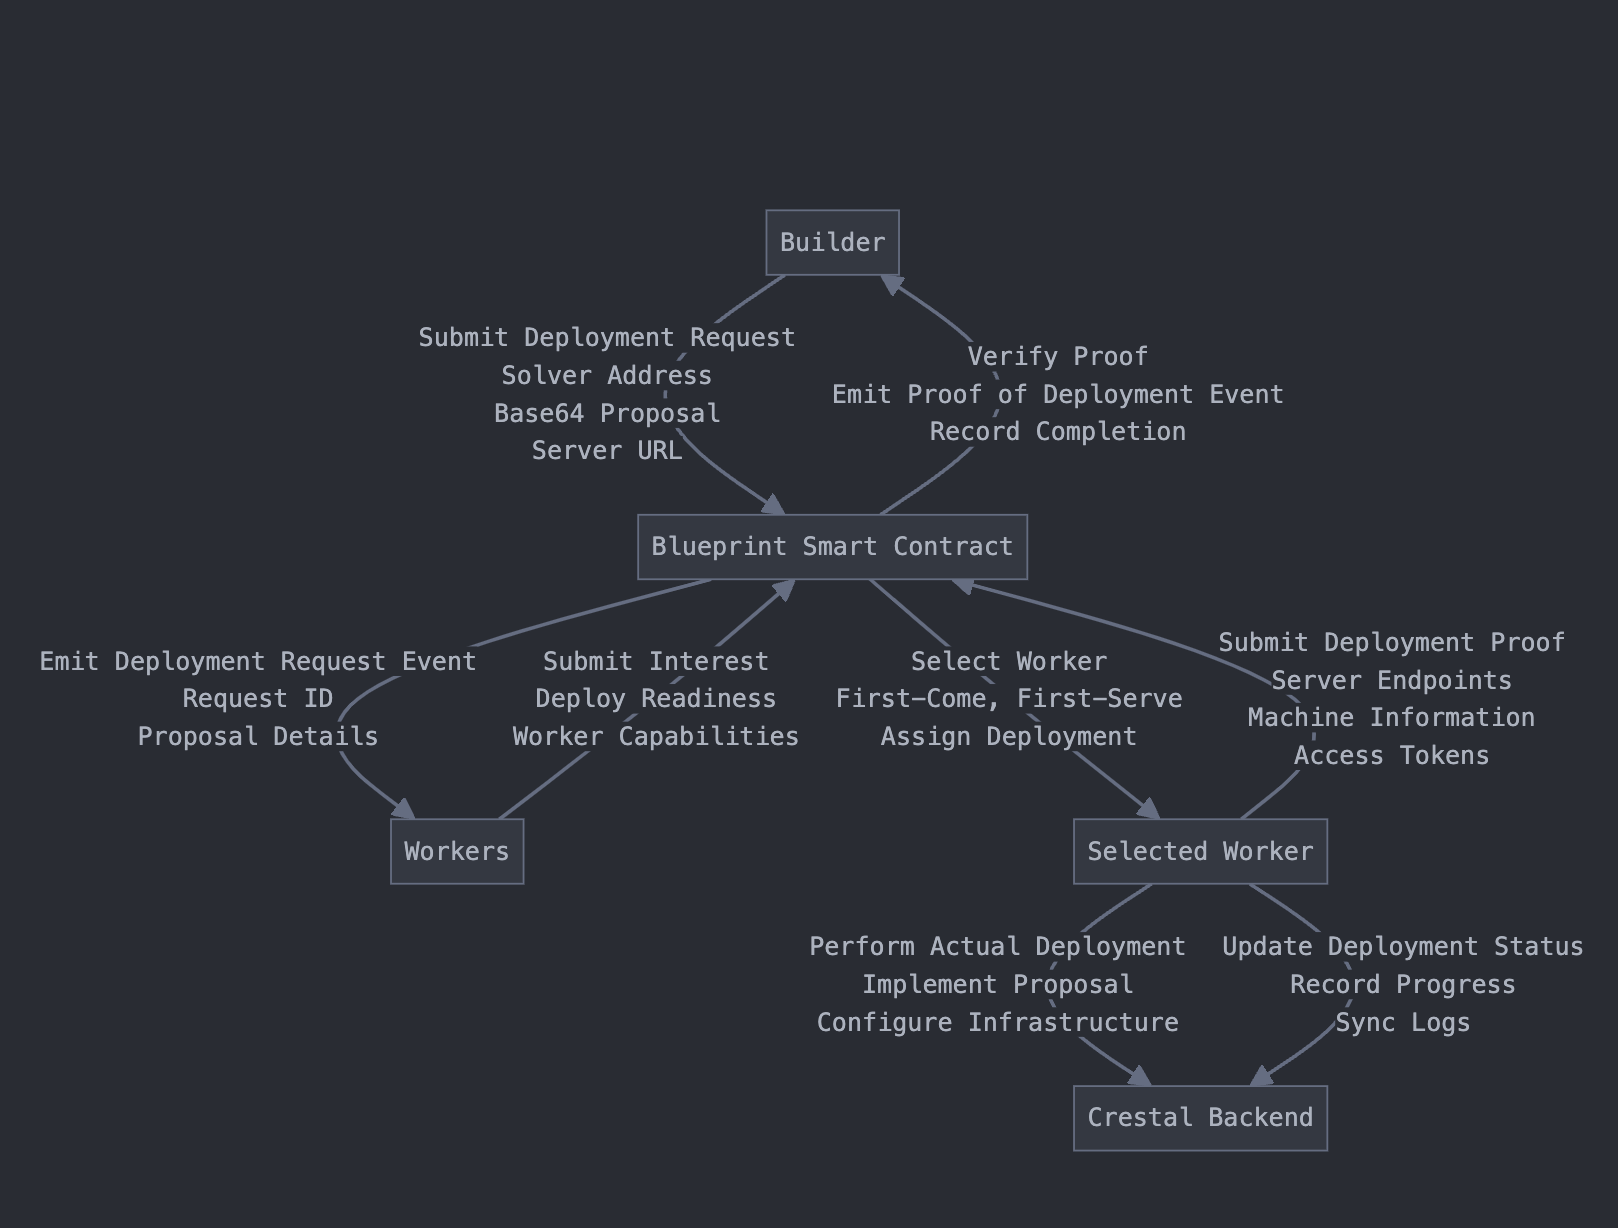 Builder
Submit Deployment Request
Solver Address
Base64 Proposal
Server URL
Verify Proof
Emit Proof of Deployment Event
Record Completion
Blueprint Smart Contract
Emit Deployment Request Event
Request ID
Proposal Details
Submit Interest
Deploy Readiness
Worker Capabilities
Select Worker
First-Come, First-Serve
Assign Deployment
Submit Deployment Proof
Server Endpoints
Machine Information
Access Tokens
Workers
Selected Worker
Perform Actual Deployment
Implement Proposal
Configure Infrastructure
Update Deployment Status
Record Progress
Sync Logs
Crestal Backend